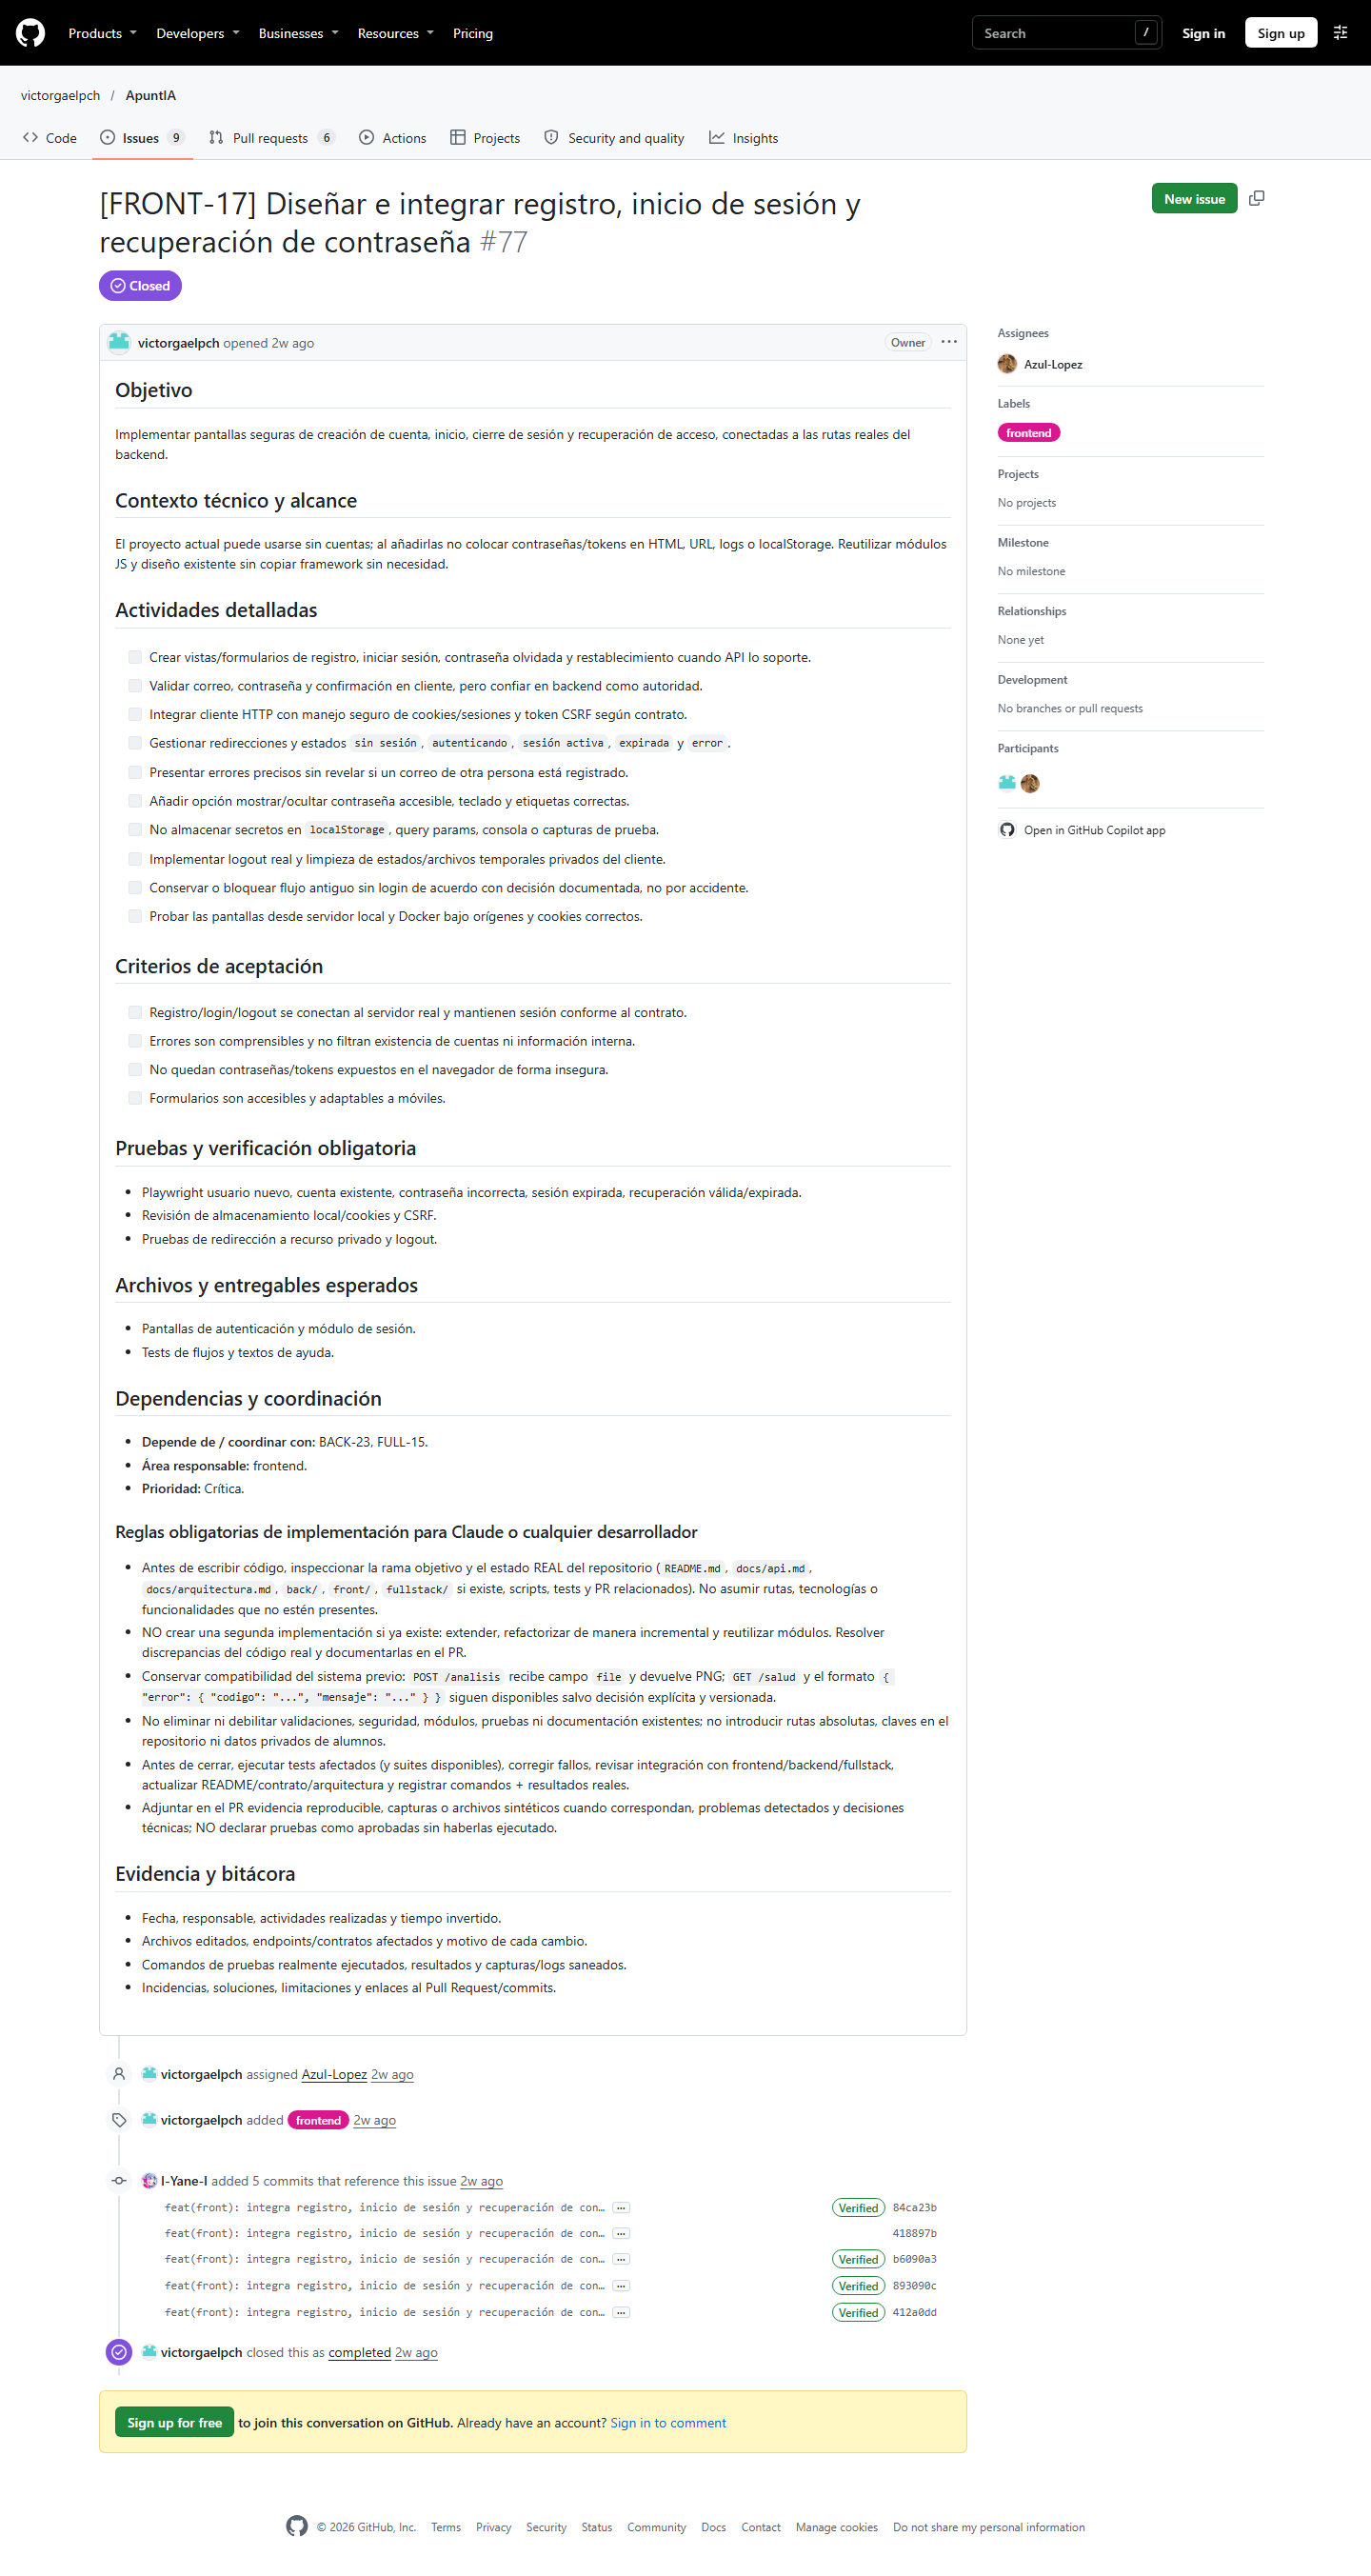 Products Developers Businesses Resources Pricing Search / Sign in Sign up
victorgaelpch / ApuntIA
Code Issues 9 Pull requests 6 Actions Projects Security and quality Insights
[FRONT-17] Diseñar e integrar registro, inicio de sesión y
recuperación de contraseña #77
New issue
Closed
victorgaelpch opened 2w ago Owner
Objetivo
Implementar pantallas seguras de creación de cuenta, inicio, cierre de sesión y recuperación de acceso, conectadas a las rutas reales del
backend.
Contexto técnico y alcance
El proyecto actual puede usarse sin cuentas; al añadirlas no colocar contraseñas/tokens en HTML, URL, logs o localStorage. Reutilizar módulos
JS y diseño existente sin copiar framework sin necesidad.
Actividades detalladas
Crear vistas/formularios de registro, iniciar sesión, contraseña olvidada y restablecimiento cuando API lo soporte.
Validar correo, contraseña y confirmación en cliente, pero confiar en backend como autoridad.
Integrar cliente HTTP con manejo seguro de cookies/sesiones y token CSRF según contrato.
Gestionar redirecciones y estados sin sesión, autenticando, sesión activa, expirada y error.
Presentar errores precisos sin revelar si un correo de otra persona está registrado.
Añadir opción mostrar/ocultar contraseña accesible, teclado y etiquetas correctas.
No almacenar secretos en localStorage, query params, consola o capturas de prueba.
Implementar logout real y limpieza de estados/archivos temporales privados del cliente.
Conservar o bloquear flujo antiguo sin login de acuerdo con decisión documentada, no por accidente.
Probar las pantallas desde servidor local y Docker bajo orígenes y cookies correctos.
Criterios de aceptación
Registro/login/logout se conectan al servidor real y mantienen sesión conforme al contrato.
Errores son comprensibles y no filtran existencia de cuentas ni información interna.
No quedan contraseñas/tokens expuestos en el navegador de forma insegura.
Formularios son accesibles y adaptables a móviles.
Pruebas y verificación obligatoria
Playwright usuario nuevo, cuenta existente, contraseña incorrecta, sesión expirada, recuperación válida/expirada.
Revisión de almacenamiento local/cookies y CSRF.
Pruebas de redirección a recurso privado y logout.
Archivos y entregables esperados
Pantallas de autenticación y módulo de sesión.
Tests de flujos y textos de ayuda.
Dependencias y coordinación
Depende de / coordinar con: BACK-23, FULL-15.
Área responsable: frontend.
Prioridad: Crítica.
Reglas obligatorias de implementación para Claude o cualquier desarrollador
Antes de escribir código, inspeccionar la rama objetivo y el estado REAL del repositorio (README.md, docs/api.md,
docs/arquitectura.md, back/, front/, fullstack/ si existe, scripts, tests y PR relacionados). No asumir rutas, tecnologías o
funcionalidades que no estén presentes.
NO crear una segunda implementación si ya existe: extender, refactorizar de manera incremental y reutilizar módulos. Resolver
discrepancias del código real y documentarlas en el PR.
Conservar compatibilidad del sistema previo: POST /analisis recibe campo file y devuelve PNG; GET /salud y el formato {
"error": { "codigo": "...", "mensaje": "..." } } siguen disponibles salvo decisión explícita y versionada.
No eliminar ni debilitar validaciones, seguridad, módulos, pruebas ni documentación existentes; no introducir rutas absolutas, claves en el
repositorio ni datos privados de alumnos.
Antes de cerrar, ejecutar tests afectados (y suites disponibles), corregir fallos, revisar integración con frontend/backend/fullstack,
actualizar README/contrato/arquitectura y registrar comandos + resultados reales.
Adjuntar en el PR evidencia reproducible, capturas o archivos sintéticos cuando correspondan, problemas detectados y decisiones
técnicas; NO declarar pruebas como aprobadas sin haberlas ejecutado.
Evidencia y bitácora
Fecha, responsable, actividades realizadas y tiempo invertido.
Archivos editados, endpoints/contratos afectados y motivo de cada cambio.
Comandos de pruebas realmente ejecutados, resultados y capturas/logs saneados.
Incidencias, soluciones, limitaciones y enlaces al Pull Request/commits.
victorgaelpch assigned Azul-Lopez 2w ago
victorgaelpch added frontend 2w ago
I-Yane-I added 5 commits that reference this issue 2w ago
feat(front): integra registro, inicio de sesión y recuperación de con… ... Verified 84ca23b
feat(front): integra registro, inicio de sesión y recuperación de con… ... 418897b
feat(front): integra registro, inicio de sesión y recuperación de con… ... Verified b6090a3
feat(front): integra registro, inicio de sesión y recuperación de con… ... Verified 893090c
feat(front): integra registro, inicio de sesión y recuperación de con… ... Verified 412a0dd
victorgaelpch closed this as completed 2w ago
Sign up for free to join this conversation on GitHub. Already have an account? Sign in to comment
Assignees
Azul-Lopez
Labels
frontend
Projects
No projects
Milestone
No milestone
Relationships
None yet
Development
No branches or pull requests
Participants
Open in GitHub Copilot app
© 2026 GitHub, Inc. Terms Privacy Security Status Community Docs Contact Manage cookies Do not share my personal information